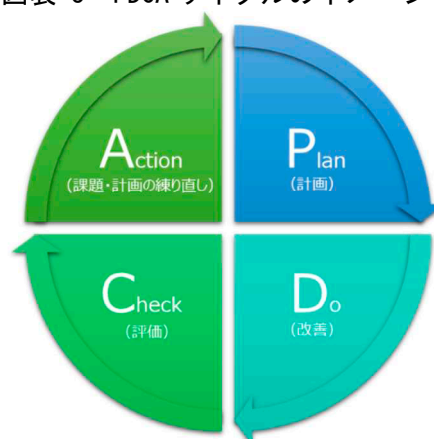 Action
(課題・計画の練り直し)
Plan
(計画)
Check
(評価)
Do
(改善)